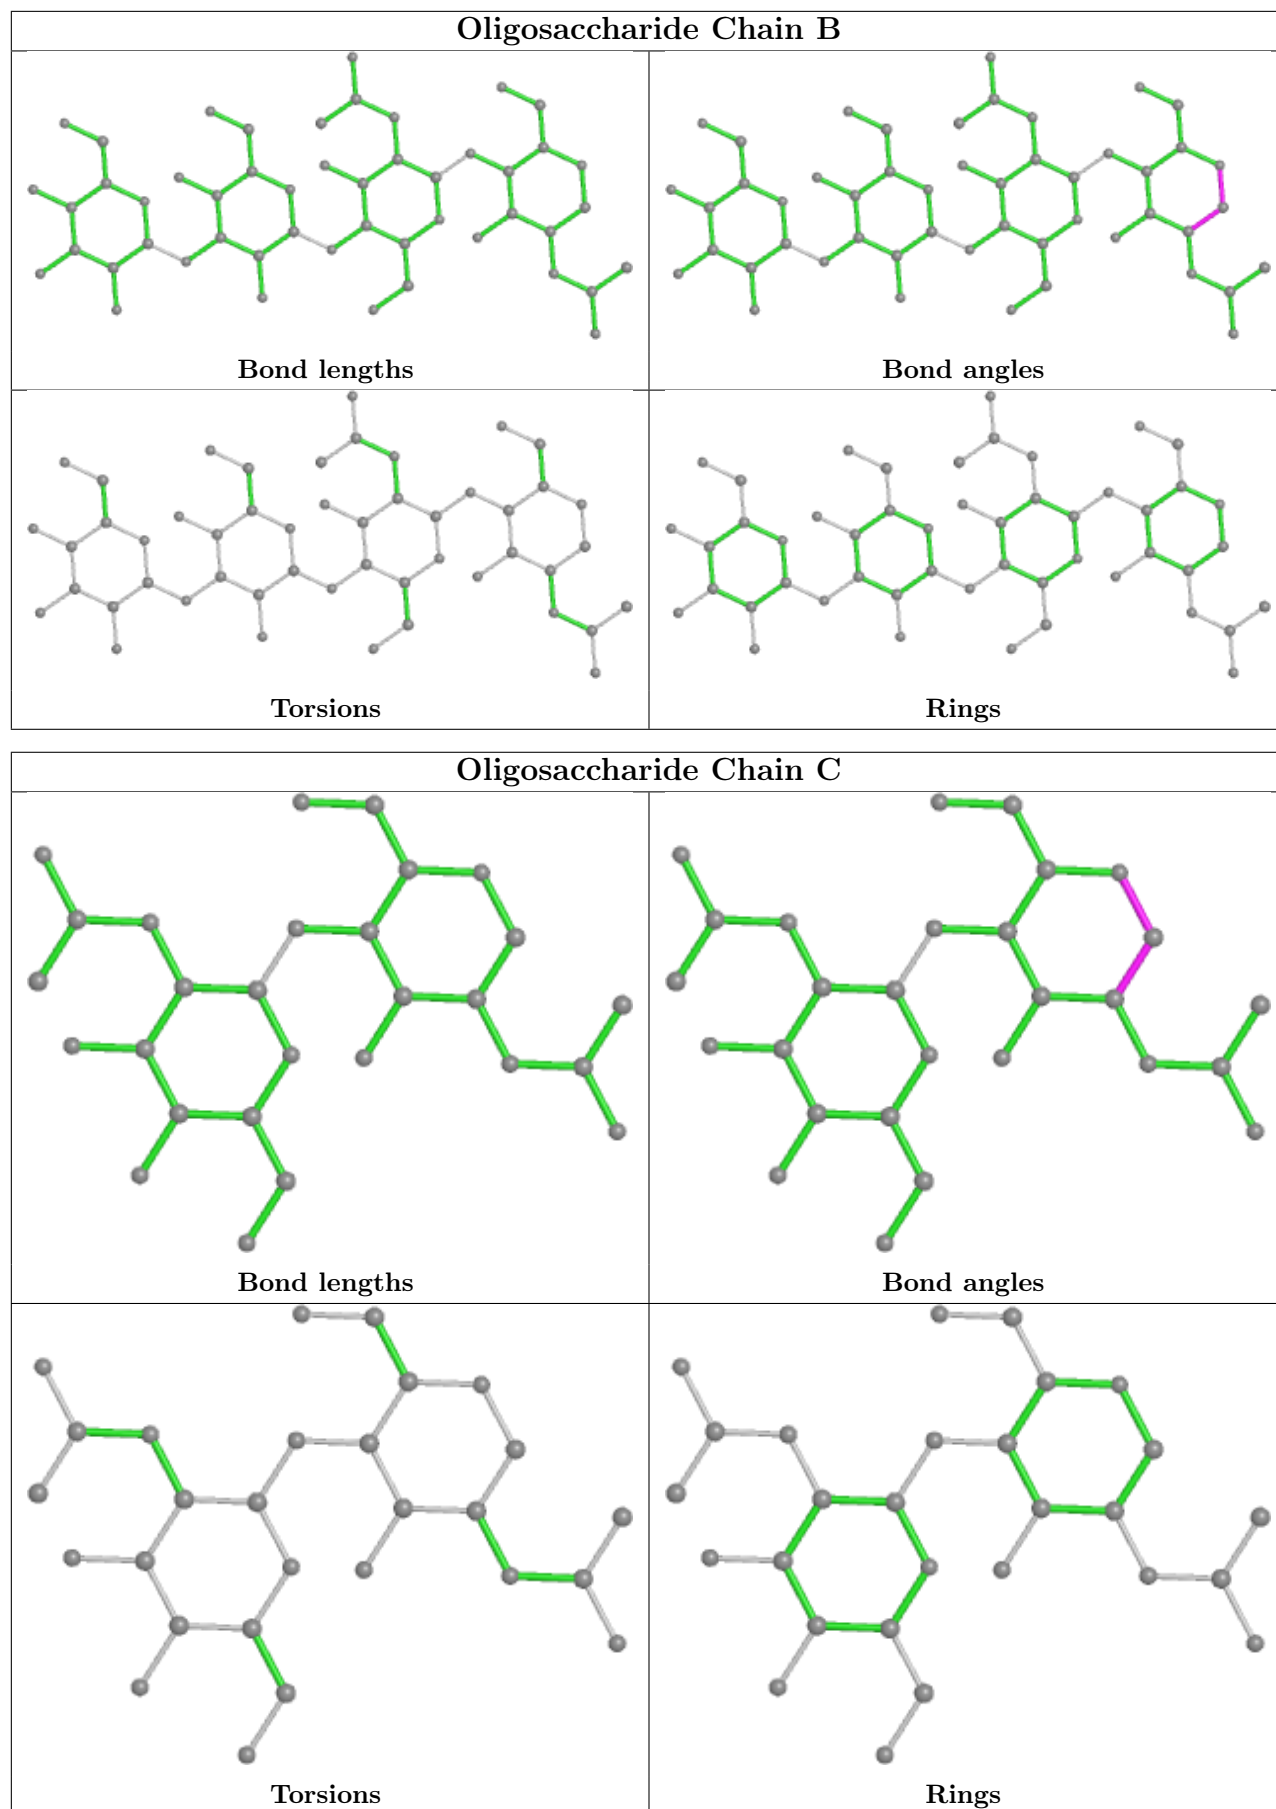 Oligosaccharide Chain B
Bond lengths
Bond angles
Torsions
Rings
Oligosaccharide Chain C
Bond lengths
Bond angles
Torsions
Rings